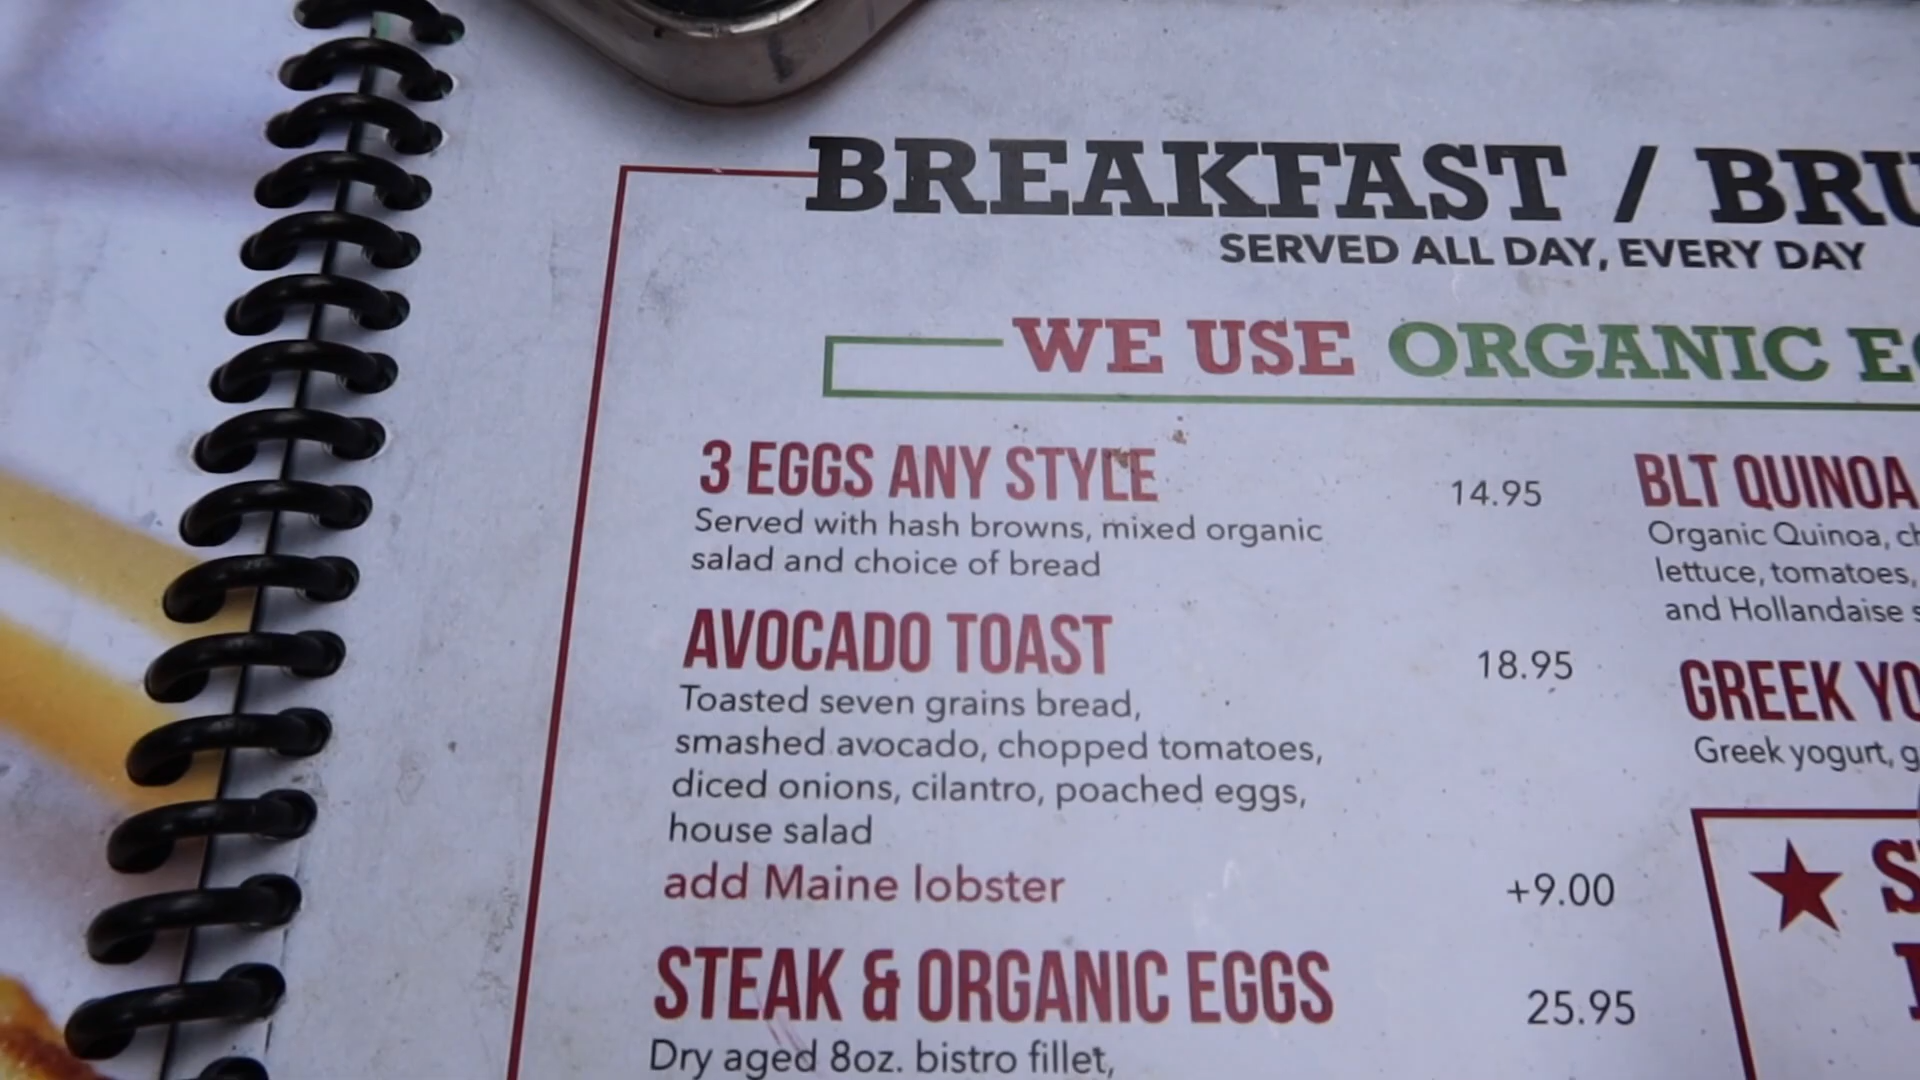 BREAKFAST / BRU
SERVED ALL DAY, EVERY DAY
WE USE ORGANIC EG
3 EGGS ANY STYLE 14.95
Served with hash browns, mixed organic
salad and choice of bread
AVOCADO TOAST 18.95
Toasted seven grains bread,
smashed avocado, chopped tomatoes,
diced onions, cilantro, poached eggs,
house salad
add Maine lobster +9.00
STEAK & ORGANIC EGGS 25.95
Dry aged 8oz. bistro fillet,
BLT QUINOA
Organic Quinoa, ch
lettuce, tomatoes,
and Hollandaise s
GREEK YO
Greek yogurt, g